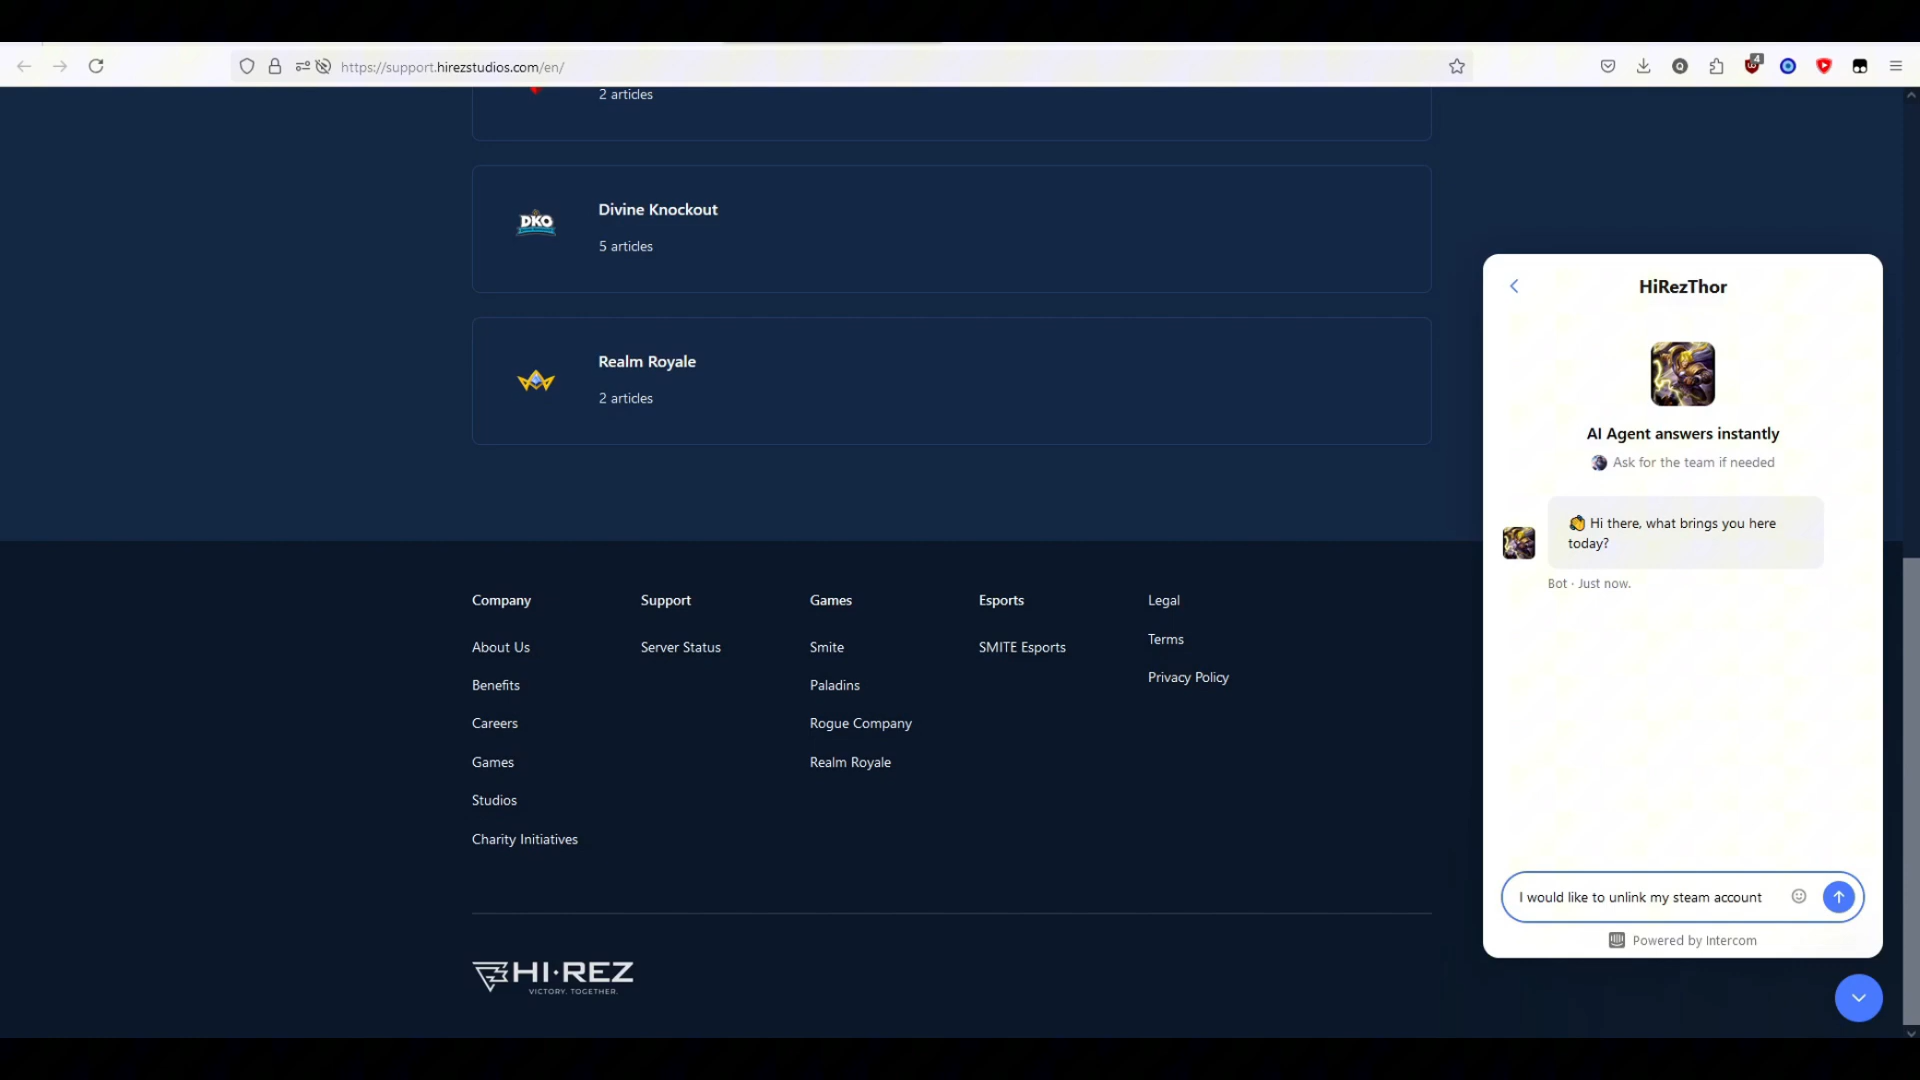 https://support.hirezstudios.com/en/
4
2 articles
DKO
Divine Knockout
5 articles
Realm Royale
2 articles
Company
About Us
Benefits
Careers
Games
Studios
Charity Initiatives
Support
Server Status
Games
Smite
Paladins
Rogue Company
Realm Royale
Esports
SMITE Esports
Legal
Terms
Privacy Policy
HI-REZ
VICTORY. TOGETHER.
HiRezThor
AI Agent answers instantly
Ask for the team if needed
👋 Hi there, what brings you here
today?
Bot · Just now.
I would like to unlink my steam account
Powered by Intercom